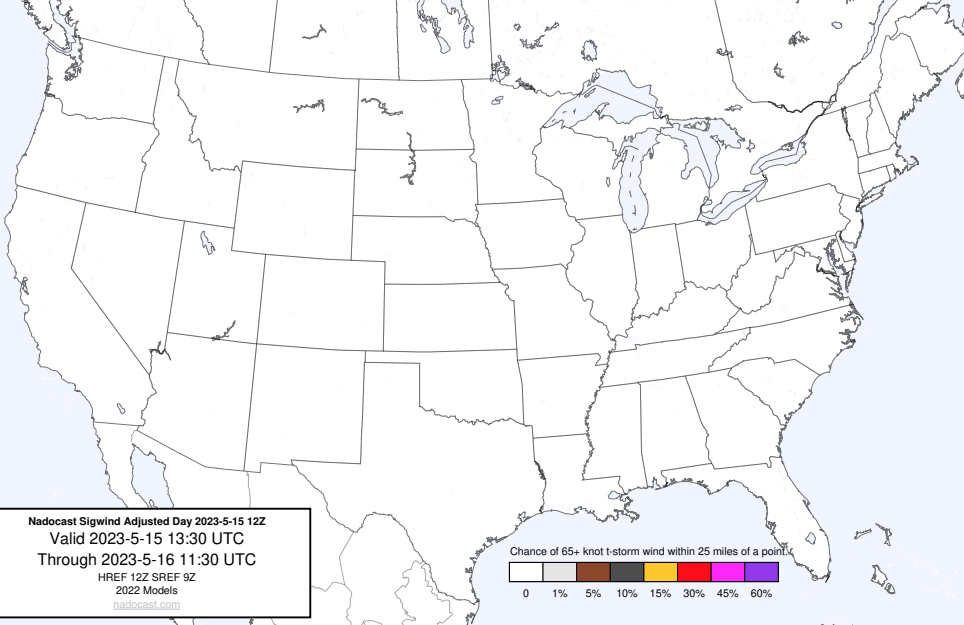 Nadocast Sigwind Adjusted Day 2023-5-15 12Z
Valid 2023-5-15 13:30 UTC
Through 2023-5-16 11:30 UTC
HREF 12Z SREF 9Z
2022 Models
nadocast.com
Chance of 65+ knot t-storm wind within 25 miles of a point.
0 1% 5% 10% 15% 30% 45% 60%